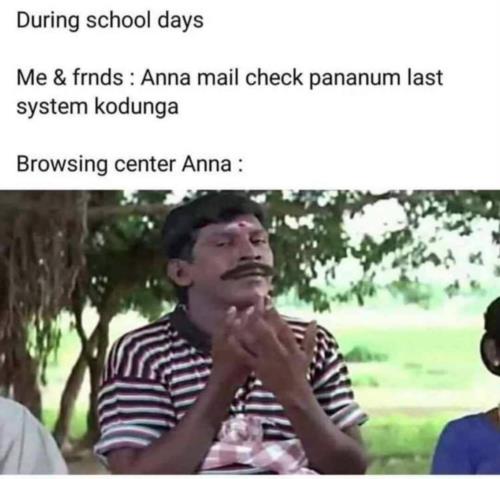 During school days
Me & frnds : Anna mail check pananum last
system kodunga
Browsing center Anna :